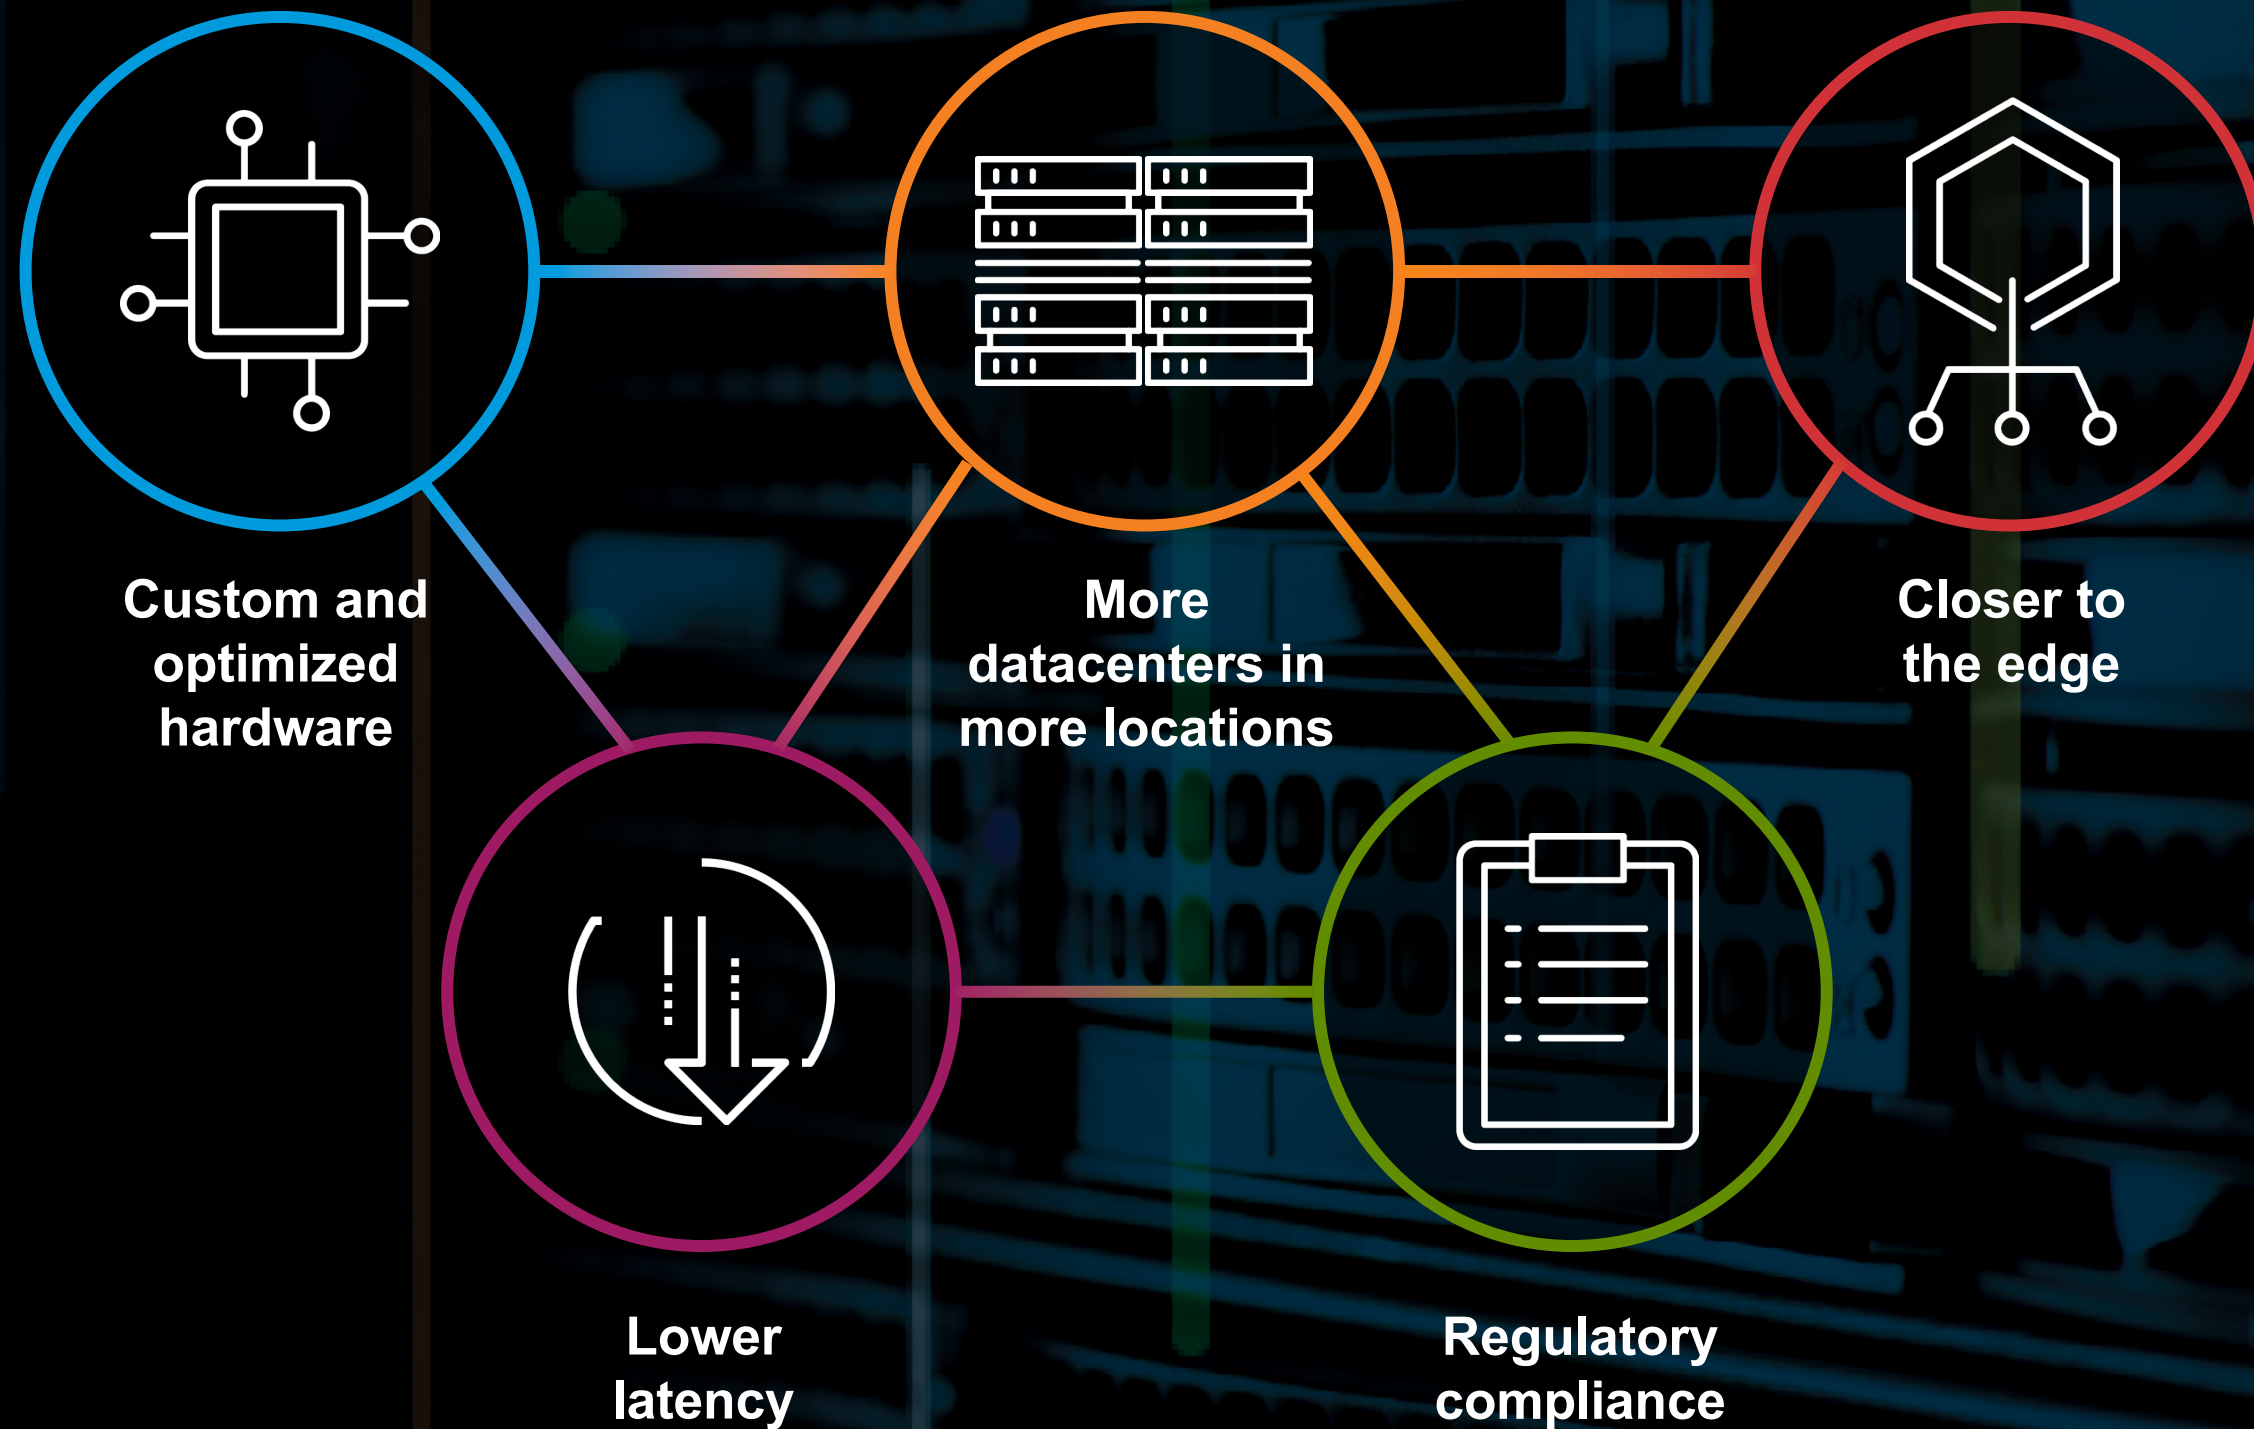 Custom and
optimized
hardware
More
datacenters in
more locations
Closer to
the edge
Lower
latency
Regulatory
compliance